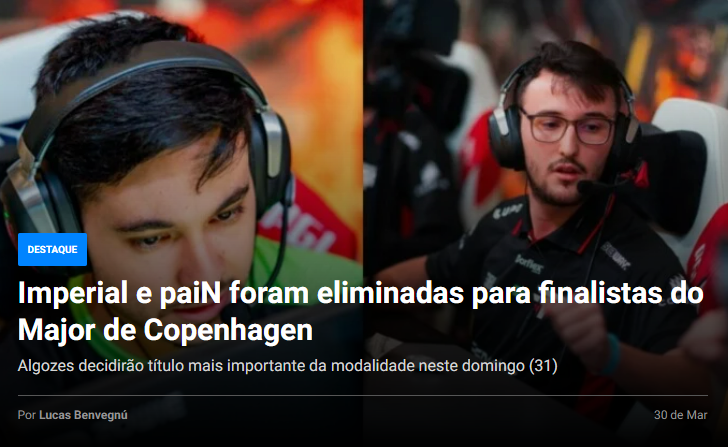 PGL
DESTAQUE
Imperial e paiN foram eliminadas para finalistas do
Major de Copenhagen
Algozes decidirão título mais importante da modalidade neste domingo (31)
Por Lucas Benvegnú
30 de Mar